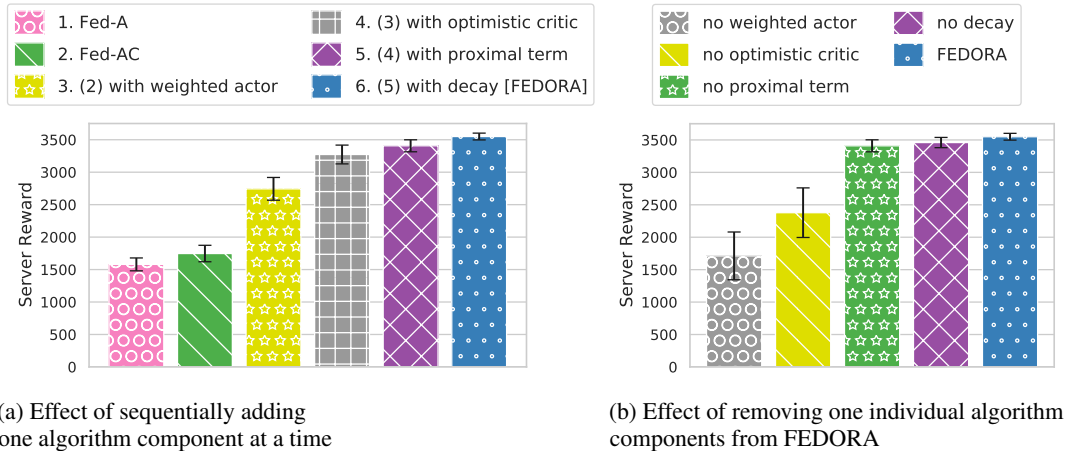 1. Fed-A
2. Fed-AC
3. (2) with weighted actor
4. (3) with optimistic critic
5. (4) with proximal term
6. (5) with decay [FEDORA]
Server Reward
3500
3000
2500
2000
1500
1000
500
0
(a) Effect of sequentially adding
one algorithm component at a time
no weighted actor
no optimistic critic
no proximal term
no decay
FEDORA
Server Reward
3500
3000
2500
2000
1500
1000
500
0
(b) Effect of removing one individual algorithm
components from FEDORA